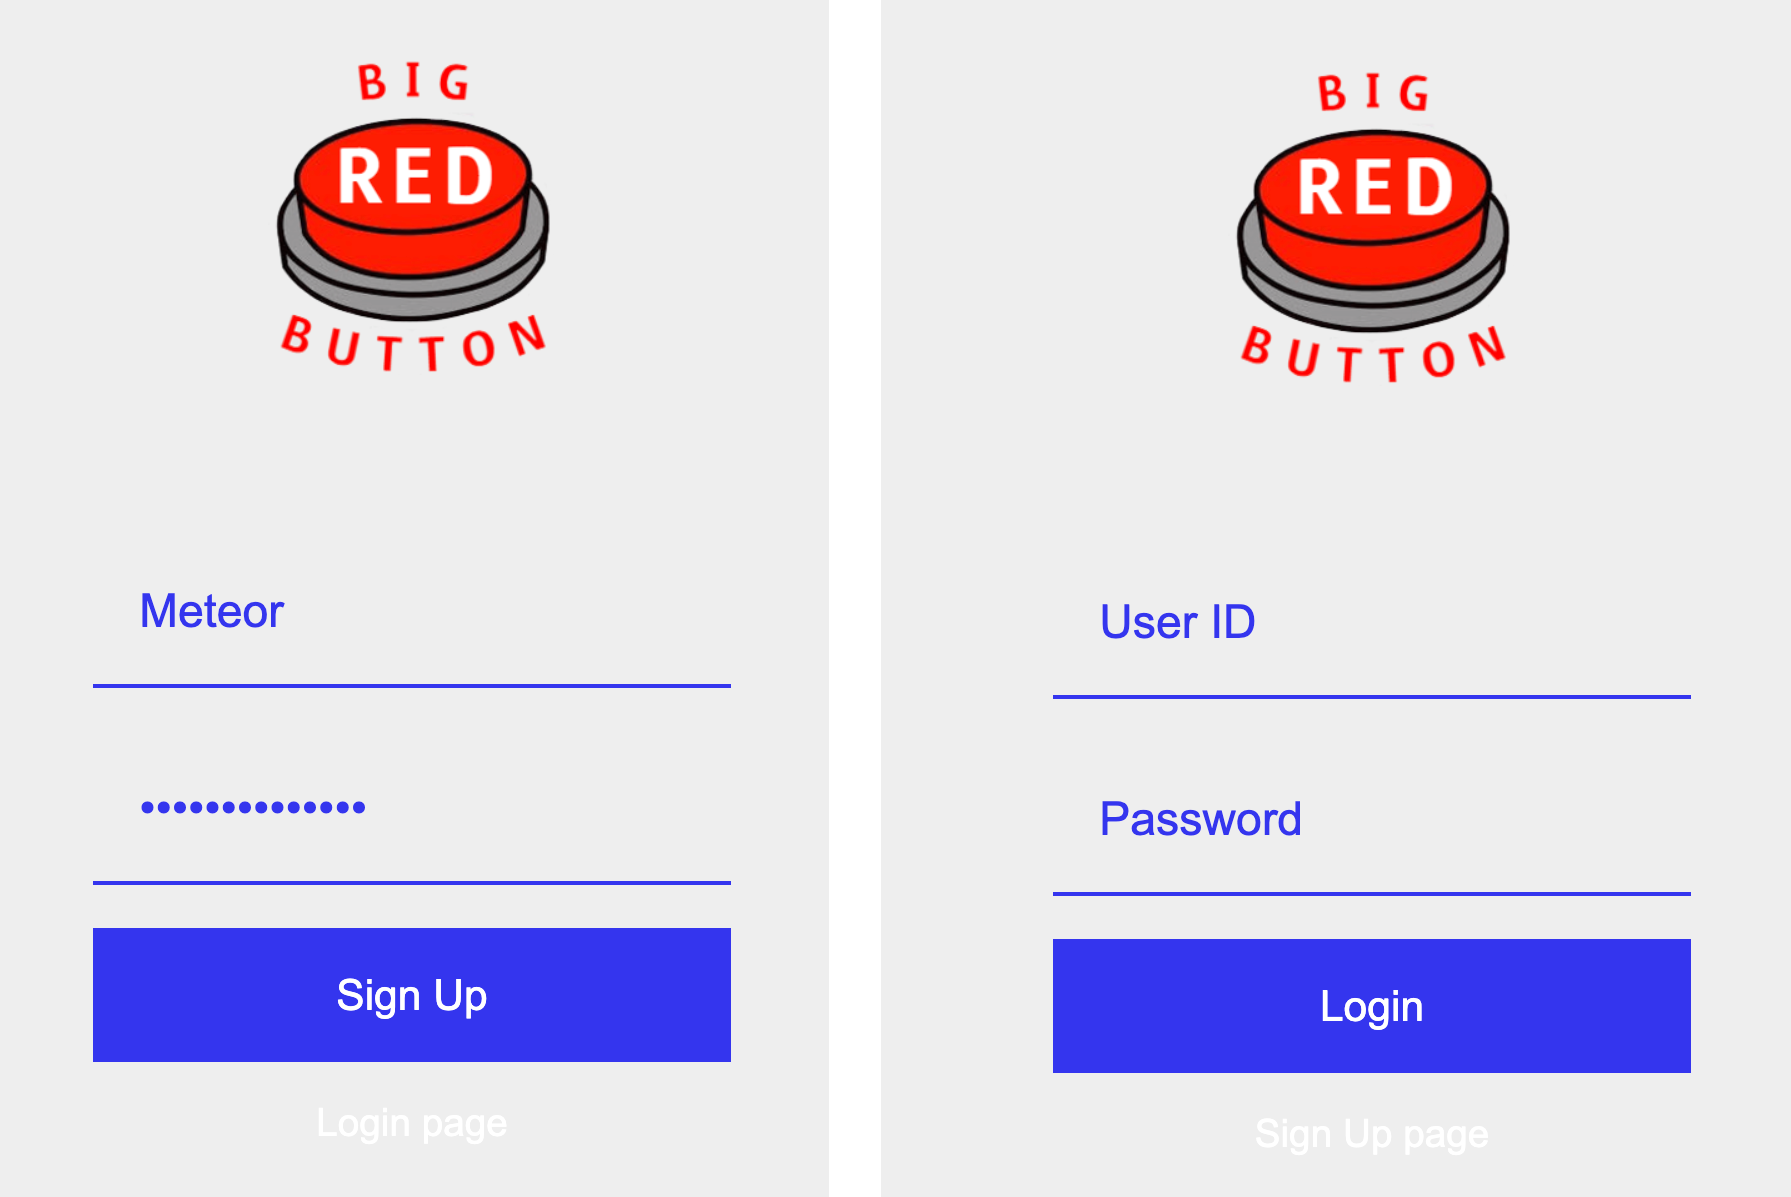 BIG
RED
BUTTON
Meteor
••••••••••••••
Sign Up
Login page
BIG
RED
BUTTON
User ID
Password
Login
Sign Up page